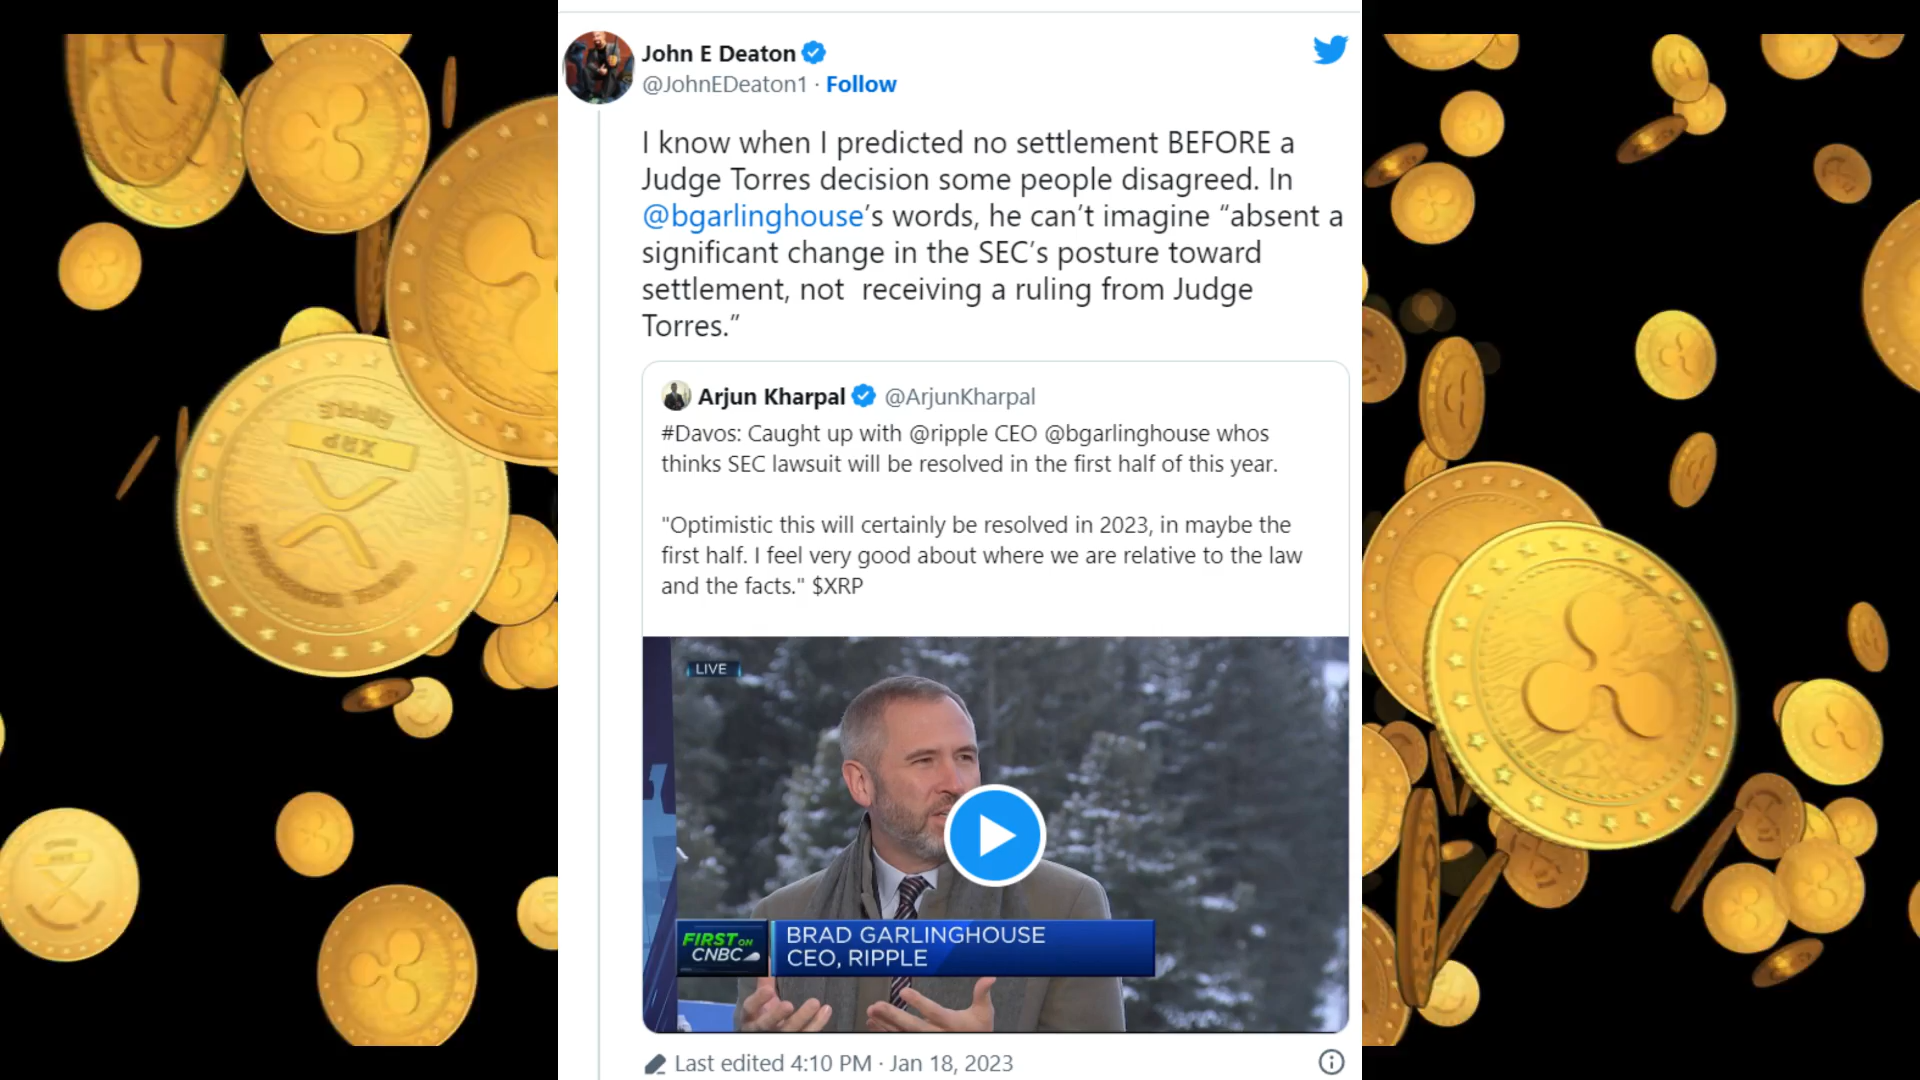 John E Deaton
@JohnEDeaton1 · Follow
I know when I predicted no settlement BEFORE a
Judge Torres decision some people disagreed. In
@bgarlinghouse’s words, he can’t imagine “absent a
significant change in the SEC’s posture toward
settlement, not  receiving a ruling from Judge
Torres.”
Arjun Kharpal @ArjunKharpal
#Davos: Caught up with @ripple CEO @bgarlinghouse whos
thinks SEC lawsuit will be resolved in the first half of this year.
"Optimistic this will certainly be resolved in 2023, in maybe the
first half. I feel very good about where we are relative to the law
and the facts." $XRP
LIVE
FIRST ON
CNBC
BRAD GARLINGHOUSE
CEO, RIPPLE
Last edited 4:10 PM · Jan 18, 2023
RIPPLE
XRP